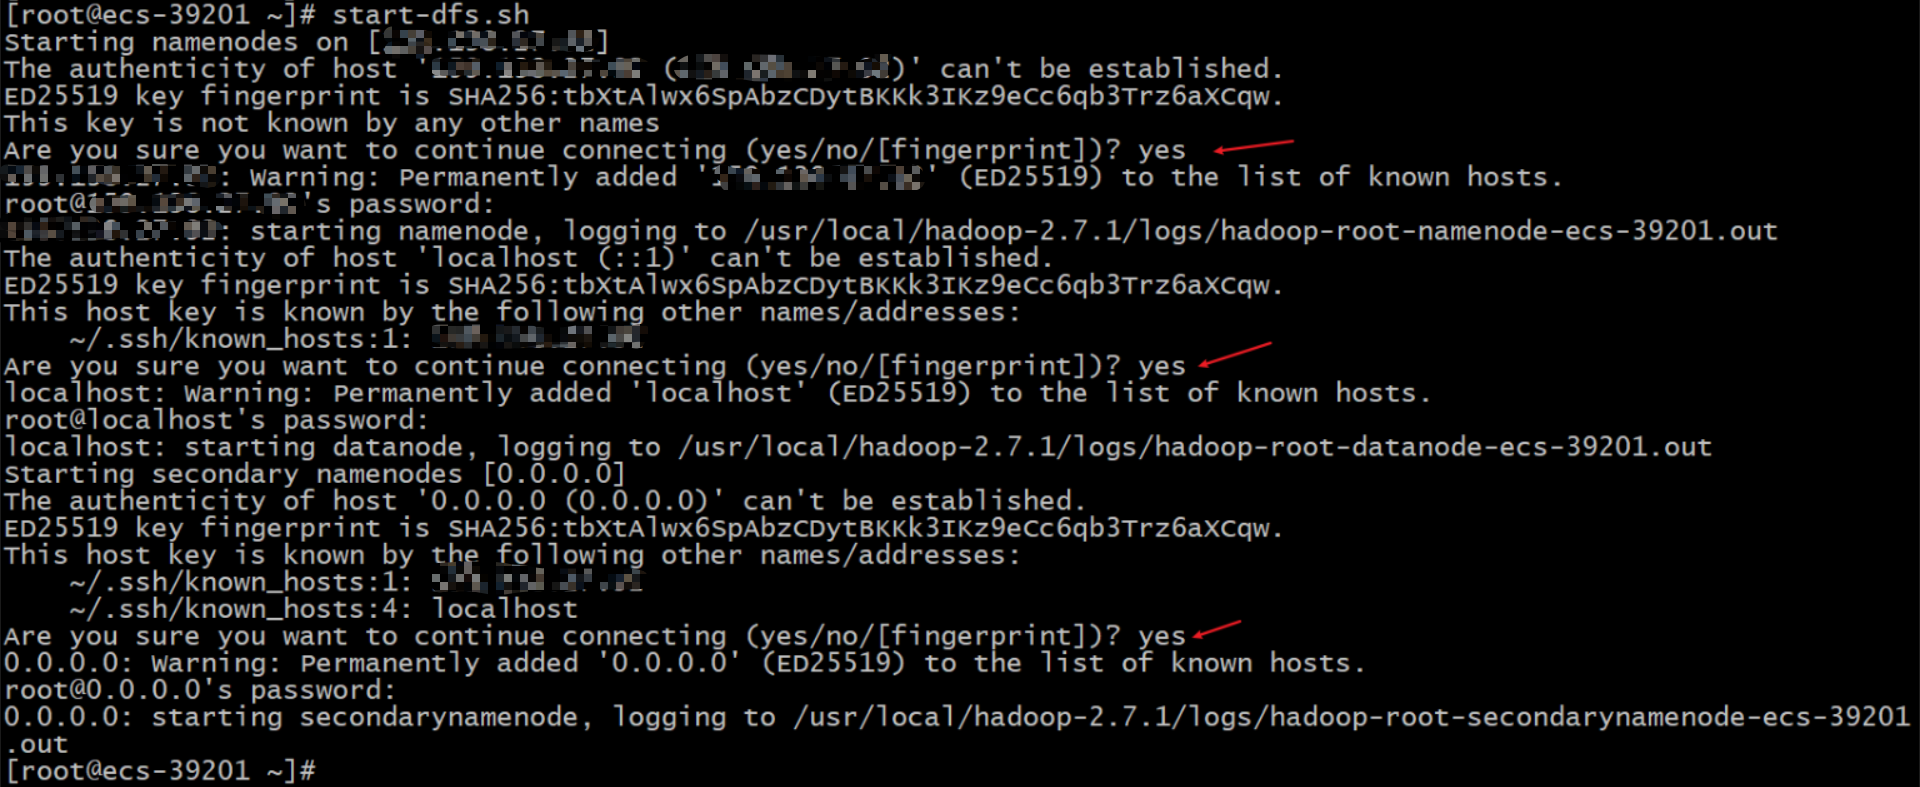 [root@ecs-39201 ~]# start-dfs.sh
Starting namenodes on [ ]
The authenticity of host ' ( )' can't be established.
ED25519 key fingerprint is SHA256:tbXtAlwx6SpAbzCDytBKKk3IKz9eCc6qb3Trz6aXCqw.
This key is not known by any other names
Are you sure you want to continue connecting (yes/no/[fingerprint])? yes
: Warning: Permanently added ' ' (ED25519) to the list of known hosts.
root@ 's password:
: starting namenode, logging to /usr/local/hadoop-2.7.1/logs/hadoop-root-namenode-ecs-39201.out
The authenticity of host 'localhost (::1)' can't be established.
ED25519 key fingerprint is SHA256:tbXtAlwx6SpAbzCDytBKKk3IKz9eCc6qb3Trz6aXCqw.
This host key is known by the following other names/addresses:
    ~/.ssh/known_hosts:1:
Are you sure you want to continue connecting (yes/no/[fingerprint])? yes
localhost: Warning: Permanently added 'localhost' (ED25519) to the list of known hosts.
root@localhost's password:
localhost: starting datanode, logging to /usr/local/hadoop-2.7.1/logs/hadoop-root-datanode-ecs-39201.out
Starting secondary namenodes [0.0.0.0]
The authenticity of host '0.0.0.0 (0.0.0.0)' can't be established.
ED25519 key fingerprint is SHA256:tbXtAlwx6SpAbzCDytBKKk3IKz9eCc6qb3Trz6aXCqw.
This host key is known by the following other names/addresses:
    ~/.ssh/known_hosts:1:
    ~/.ssh/known_hosts:4: localhost
Are you sure you want to continue connecting (yes/no/[fingerprint])? yes
0.0.0.0: Warning: Permanently added '0.0.0.0' (ED25519) to the list of known hosts.
root@0.0.0.0's password:
0.0.0.0: starting secondarynamenode, logging to /usr/local/hadoop-2.7.1/logs/hadoop-root-secondarynamenode-ecs-39201
.out
[root@ecs-39201 ~]#